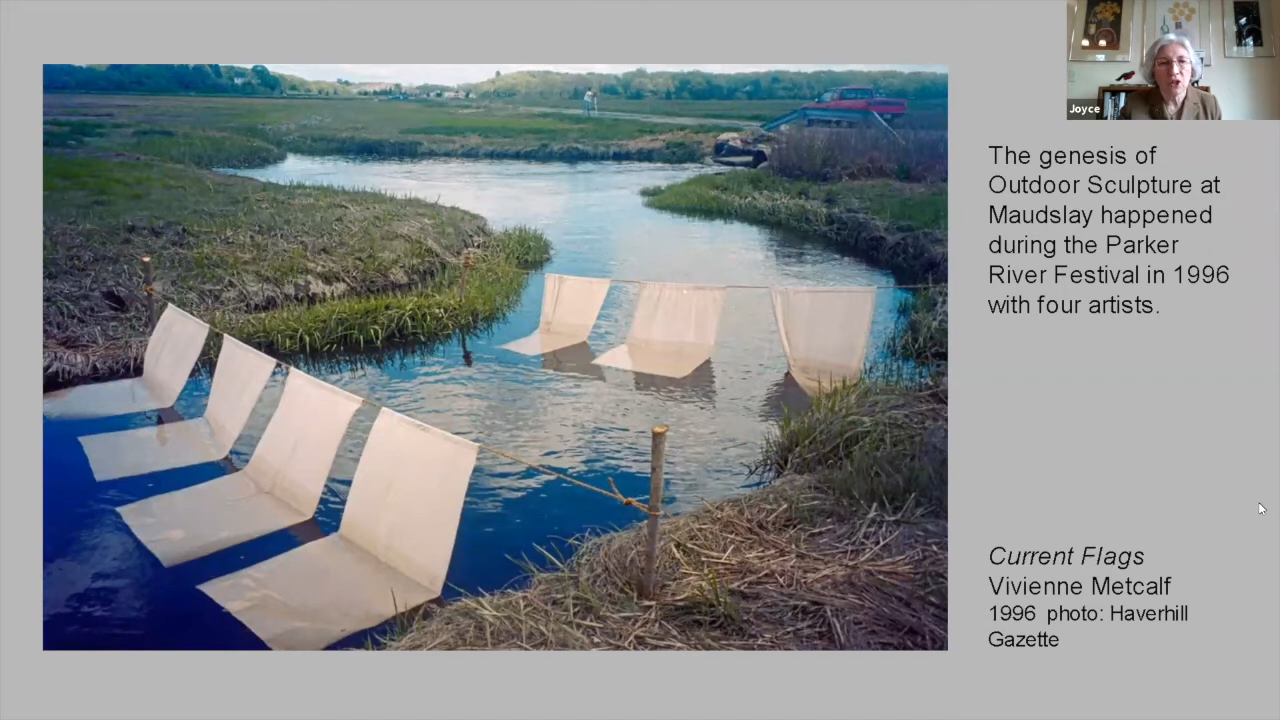 Joyce
The genesis of
Outdoor Sculpture at
Maudslay happened
during the Parker
River Festival in 1996
with four artists.
Current Flags
Vivienne Metcalf
1996 photo: Haverhill
Gazette